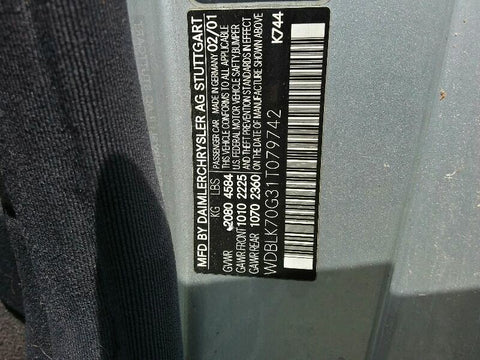 MFD BY DAIMLERCHRYSLER AG STUTTGART
PASSENGER CAR MADE IN GERMANY 02/01
KG LBS THIS VEHICLE CONFORMS TO ALL APPLICABLE
GVWR 2080 4584 U.S. FEDERAL MOTOR VEHICLE SAFETY, BUMPER
GAWR FRONT 1010 2225 AND THEFT PREVENTION STANDARDS IN EFFECT
GAWR REAR 1070 2360 ON THE DATE OF MANUFACTURE SHOWN ABOVE
WDBLK70G31T079742
K744